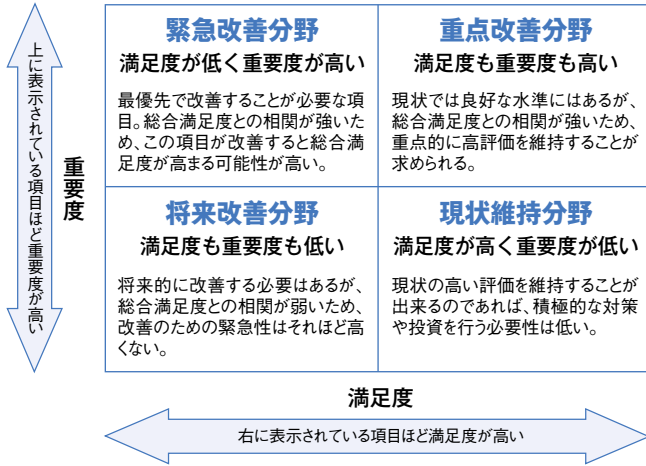 緊急改善分野
満足度が低く重要度が高い
最優先で改善することが必要な項
目。総合満足度との相関が強いた
め、この項目が改善すると総合満
足度が高まる可能性が高い。
重点改善分野
満足度も重要度も高い
現状では良好な水準にはあるが、
総合満足度との相関が強いため、
重点的に高評価を維持することが
求められる。
上に表示されている項目ほど重要度が高い
重要度
将来改善分野
満足度も重要度も低い
将来的に改善する必要はあるが、
総合満足度との相関が弱いため、
改善のための緊急性はそれほど高
くない。
現状維持分野
満足度が高く重要度が低い
現状の高い評価を維持することが
出来るのであれば、積極的な対策
や投資を行う必要性は低い。
満足度
右に表示されている項目ほど満足度が高い